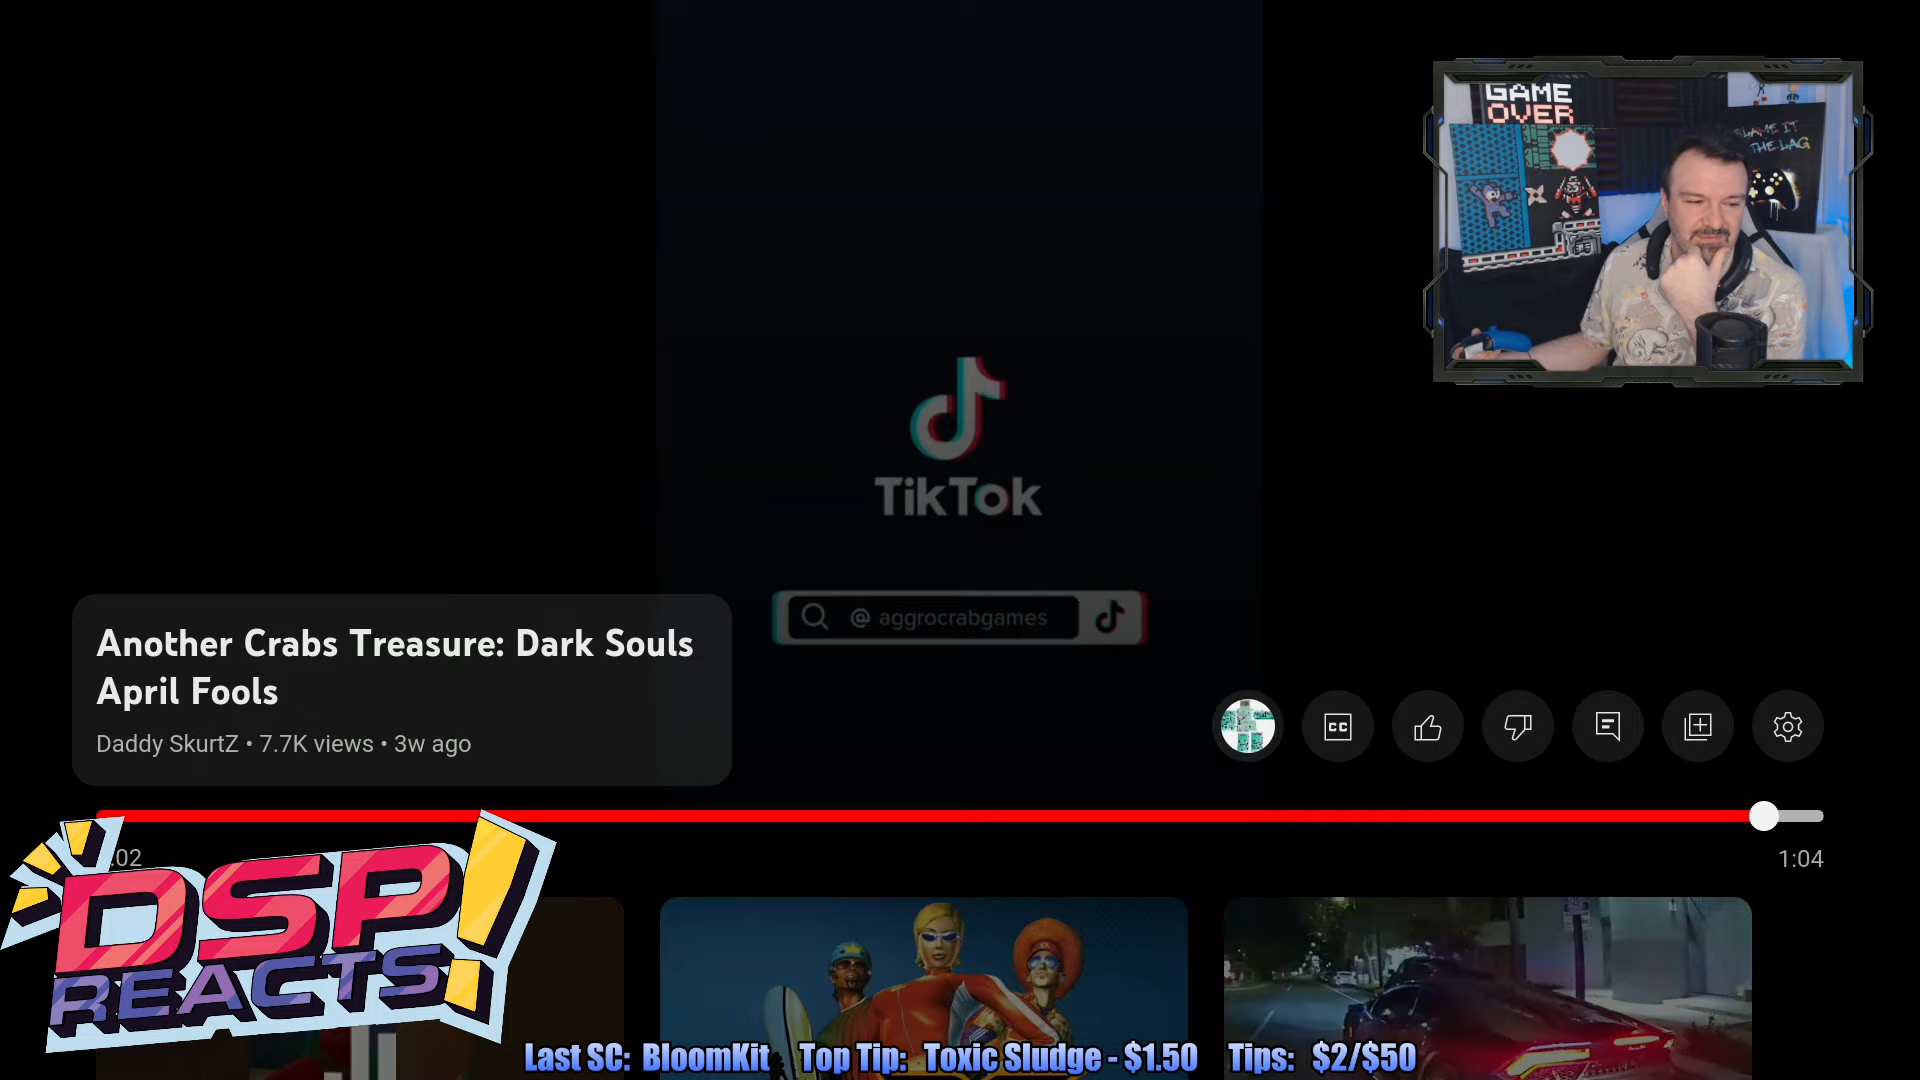 GAME
OVER
BLAME IT
THE LAG
TikTok
@ aggrocrabgames
Another Crabs Treasure: Dark Souls
April Fools
Daddy SkurtZ • 7.7K views • 3w ago
CC
:02
1:04
DSP!
REACTS
Last SC: BloomKit Top Tip: Toxic Sludge - $1.50 Tips: $2/$50